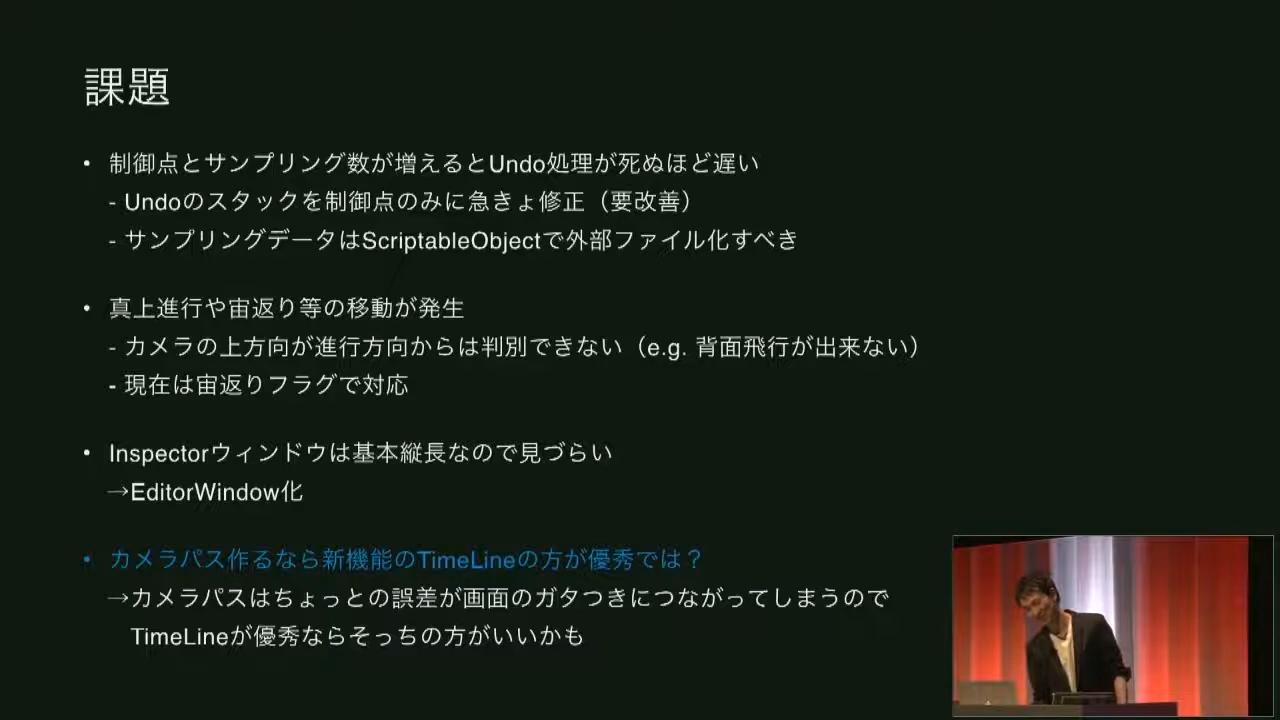 課題
• 制御点とサンプリング数が増えるとUndo処理が死ぬほど遅い
- Undoのスタックを制御点のみに急きょ修正（要改善）
- サンプリングデータはScriptableObjectで外部ファイル化すべき
• 真上進行や宙返り等の移動が発生
- カメラの上方向が進行方向からは判別できない（e.g. 背面飛行が出来ない）
- 現在は宙返りフラグで対応
• Inspectorウィンドウは基本縦長なので見づらい
→EditorWindow化
• カメラパス作るなら新機能のTimeLineの方が優秀では？
→カメラパスはちょっとの誤差が画面のガタつきにつながってしまうので
TimeLineが優秀ならそっちの方がいいかも